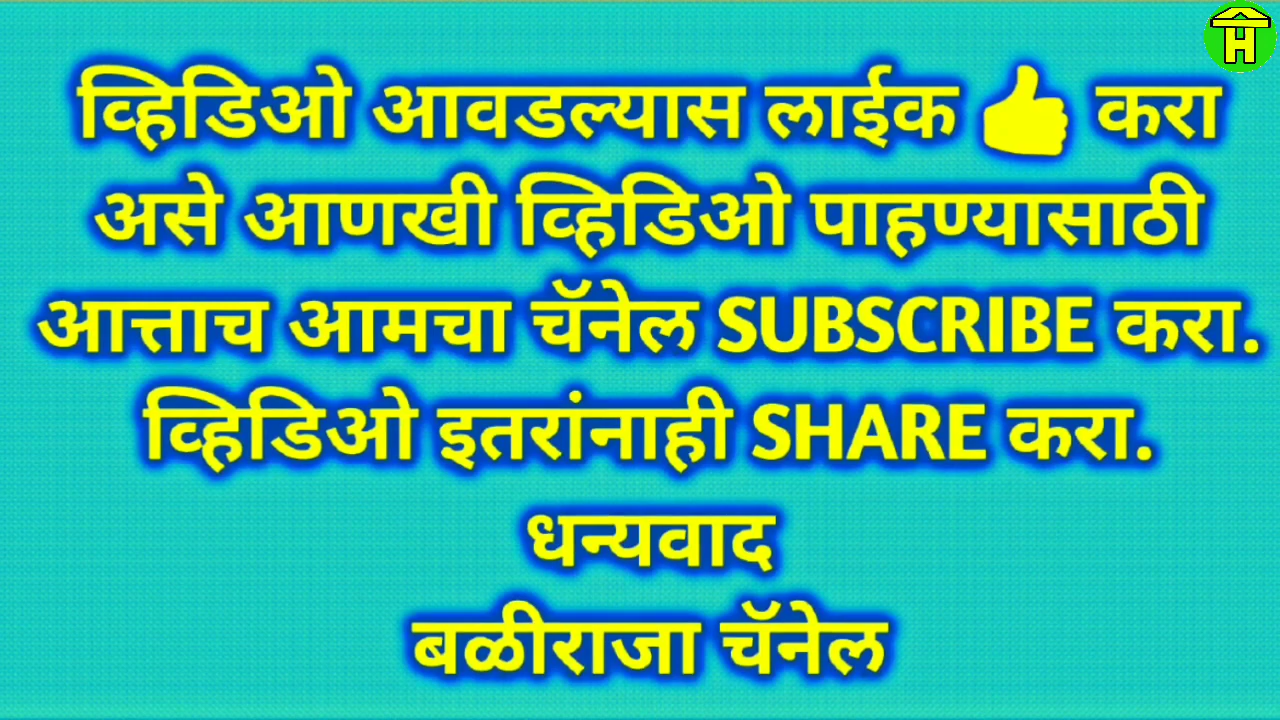 व्हिडिओ आवडल्यास लाईक 👍 करा
असे आणखी व्हिडिओ पाहण्यासाठी
आत्ताच आमचा चॅनेल SUBSCRIBE करा.
व्हिडिओ इतरांनाही SHARE करा.
धन्यवाद
बळीराजा चॅनेल
H